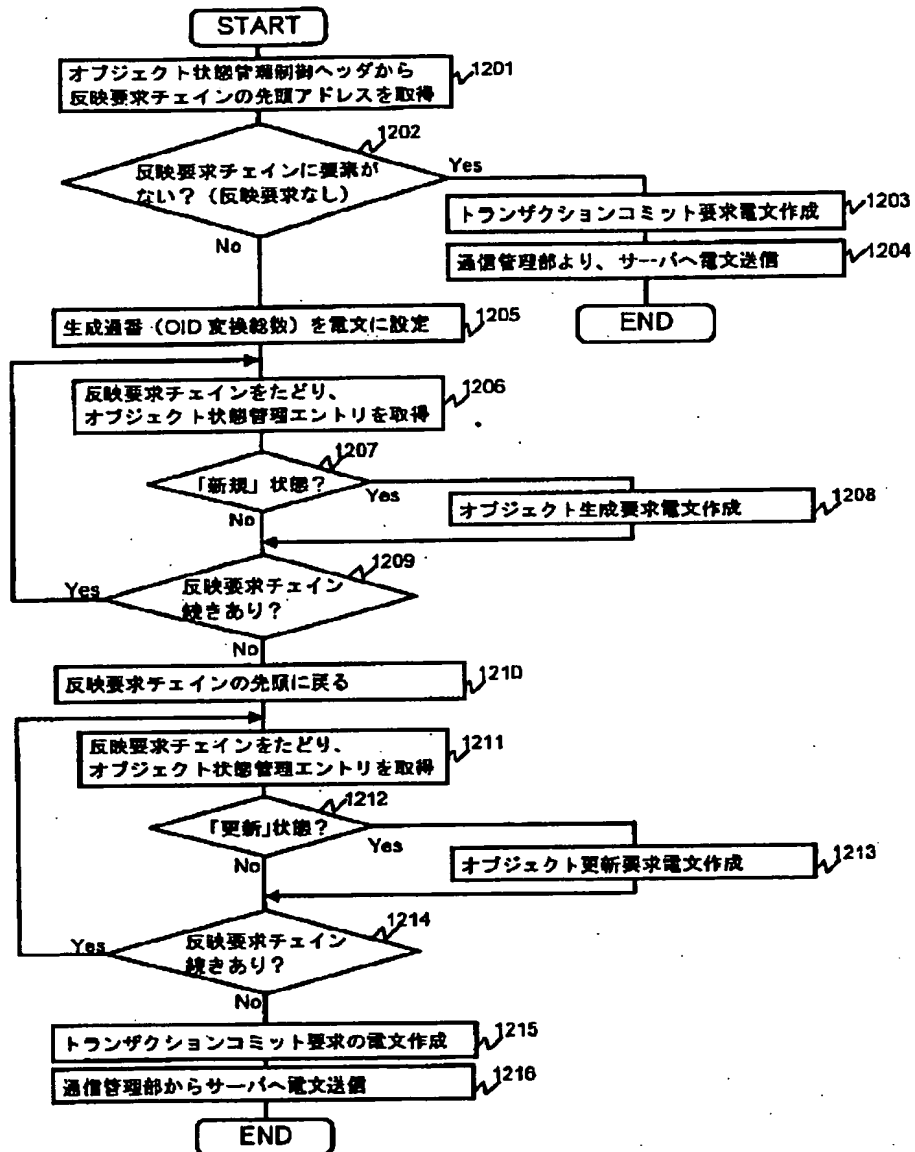 START
オブジェクト状態管理制御ヘッダから
反映要求チェインの先頭アドレスを取得
1201
1202
反映要求チェインに要素が
ない？（反映要求なし）
Yes
No
トランザクションコミット要求電文作成
1203
通信管理部より、サーバへ電文送信
1204
END
生成通番（OID 変換総数）を電文に設定
1205
反映要求チェインをたどり、
オブジェクト状態管理エントリを取得
1206
1207
「新規」状態？
Yes
No
オブジェクト生成要求電文作成
1208
1209
反映要求チェイン
続きあり？
Yes
No
反映要求チェインの先頭に戻る
1210
反映要求チェインをたどり、
オブジェクト状態管理エントリを取得
1211
1212
「更新」状態？
Yes
No
オブジェクト更新要求電文作成
1213
1214
反映要求チェイン
続きあり？
Yes
No
トランザクションコミット要求の電文作成
1215
通信管理部からサーバへ電文送信
1216
END